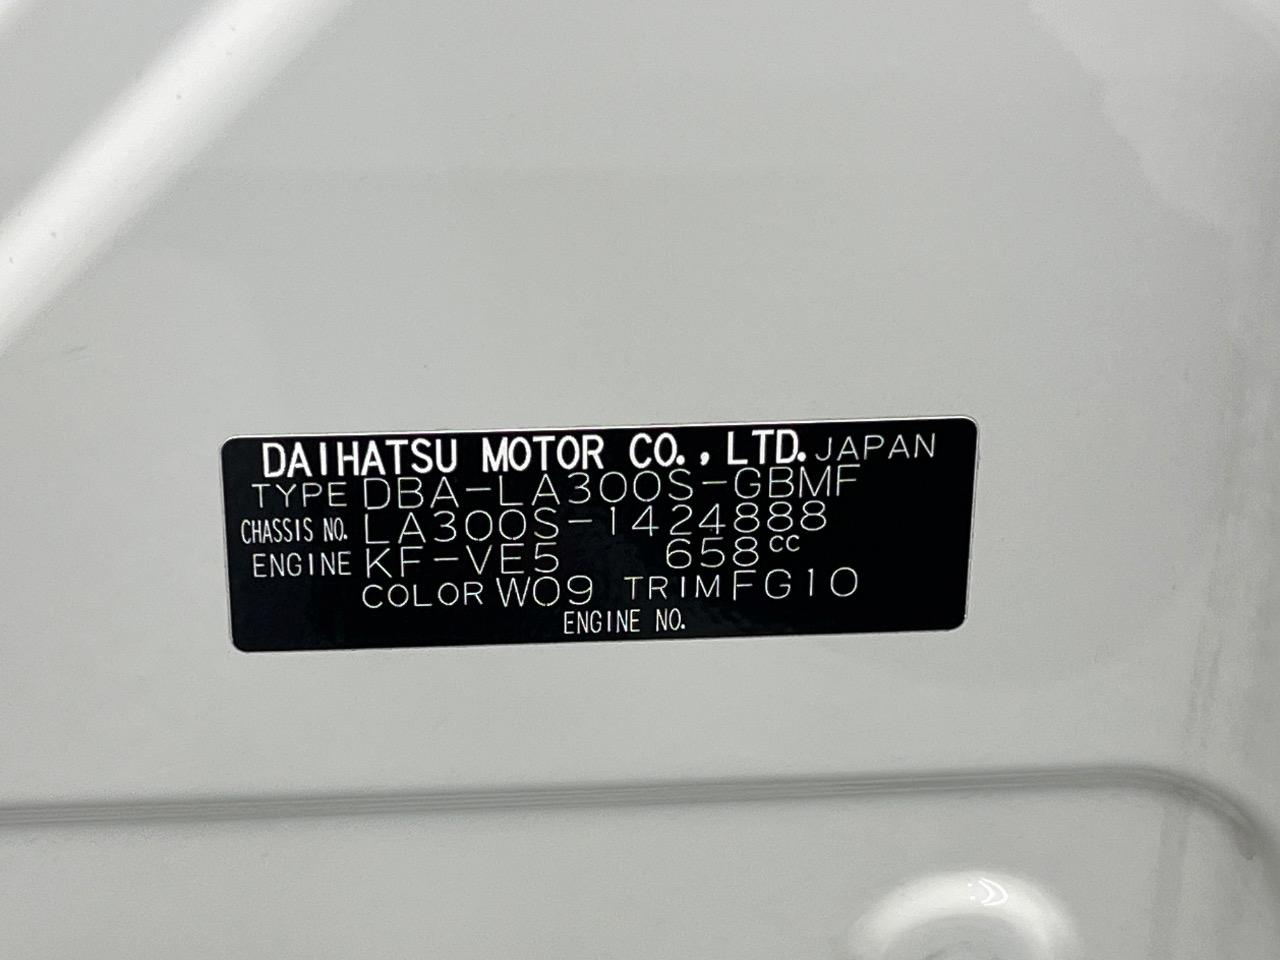 DAIHATSU MOTOR CO., LTD. JAPAN
TYPE DBA-LA300S-GBMF
CHASSIS NO. LA300S-1424888
ENGINE KF-VE5 658cc
COLOR W09 TRIM FG10
ENGINE NO.